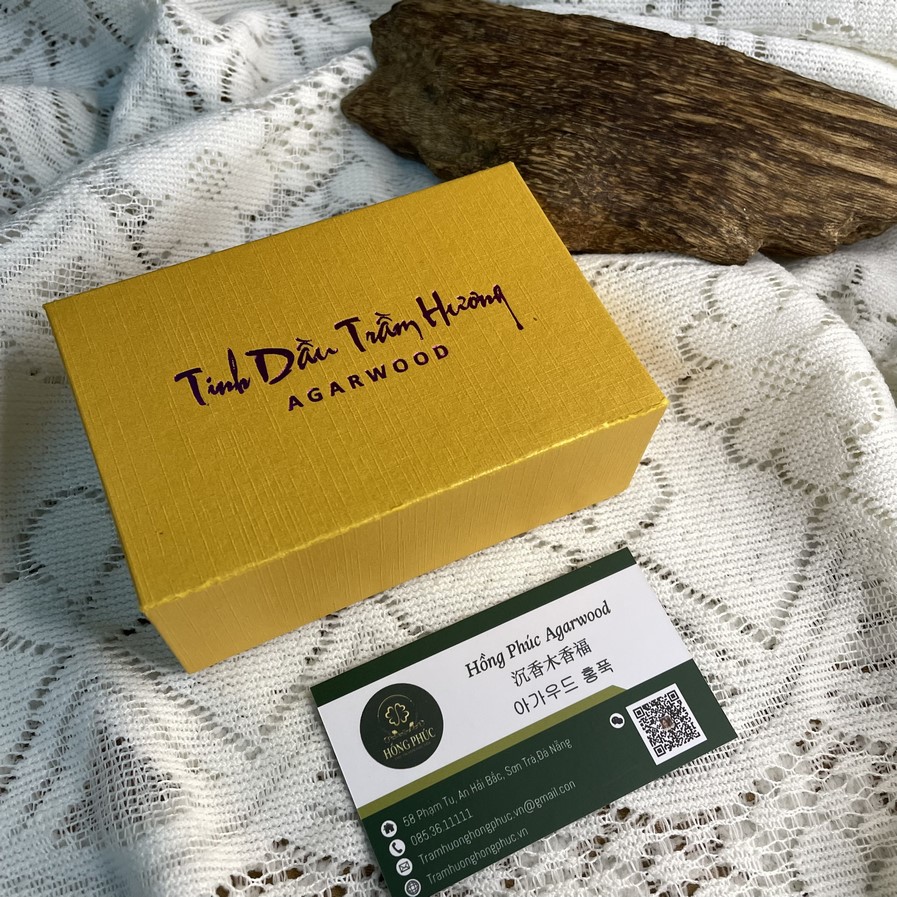 Tinh Dầu Trầm Hương
AGARWOOD
Hồng Phúc Agarwood
沉香木香福
아가우드 홍푹
HỒNG PHÚC
58 Phạm Tu, An Hải Bắc, Sơn Trà, Đà Nẵng
085.36.11111
Tramhuonghongphuc.vn@gmail.com
Tramhuonghongphuc.vn